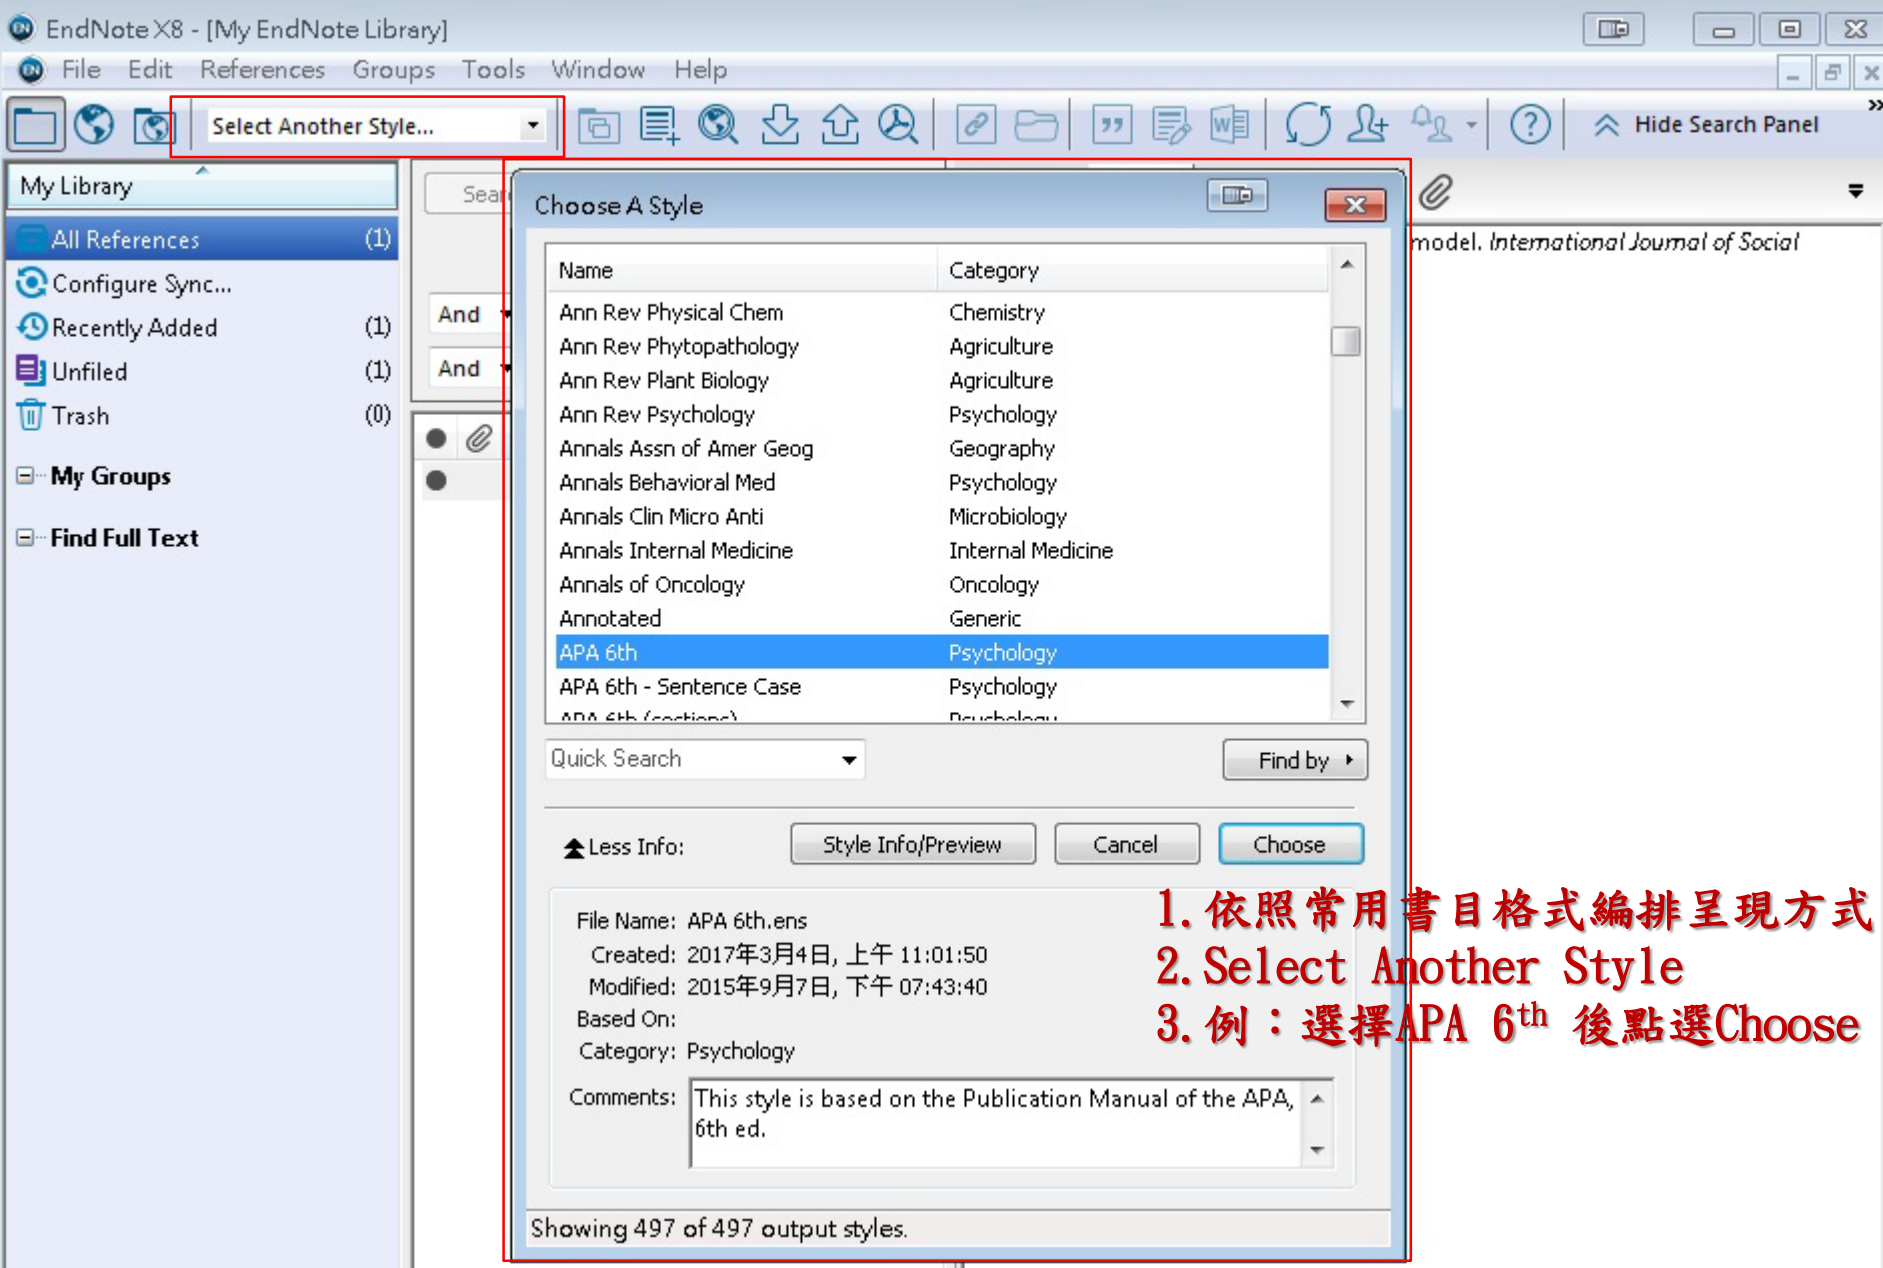 EndNote X8 - [My EndNote Library]
File Edit References Groups Tools Window Help
Select Another Style...
Hide Search Panel
My Library
All References (1)
Configure Sync...
Recently Added (1)
Unfiled (1)
Trash (0)
My Groups
Find Full Text
And
And
model. International Journal of Social
Choose A Style
Name Category
Ann Rev Physical Chem Chemistry
Ann Rev Phytopathology Agriculture
Ann Rev Plant Biology Agriculture
Ann Rev Psychology Psychology
Annals Assn of Amer Geog Geography
Annals Behavioral Med Psychology
Annals Clin Micro Anti Microbiology
Annals Internal Medicine Internal Medicine
Annals of Oncology Oncology
Annotated Generic
APA 6th Psychology
APA 6th - Sentence Case Psychology
APA 6th (sections) Psychology
Quick Search Find by
Less Info: Style Info/Preview Cancel Choose
File Name: APA 6th.ens
Created: 2017年3月4日, 上午 11:01:50
Modified: 2015年9月7日, 下午 07:43:40
Based On:
Category: Psychology
Comments: This style is based on the Publication Manual of the APA,
6th ed.
Showing 497 of 497 output styles.
1.依照常用書目格式編排呈現方式
2.Select Another Style
3.例：選擇APA 6th 後點選Choose